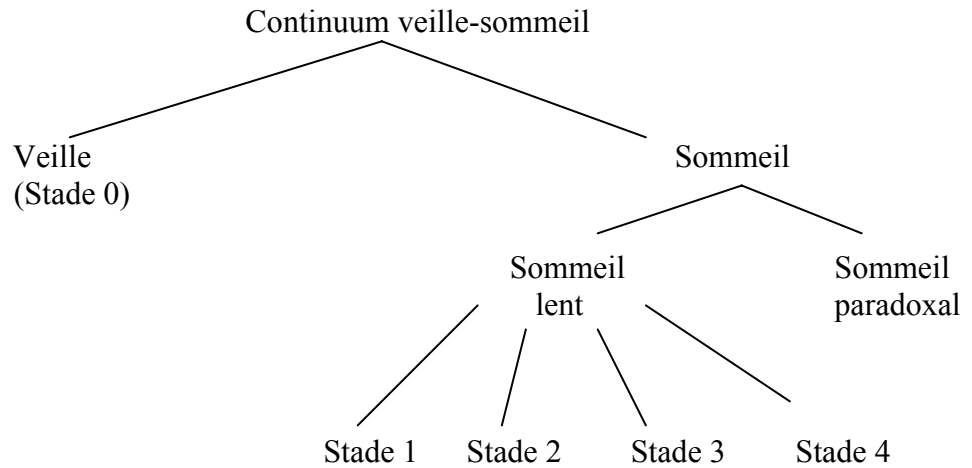 Continuum veille-sommeil
Veille
(Stade 0)
Sommeil
Sommeil
lent
Sommeil
paradoxal
Stade 1
Stade 2
Stade 3
Stade 4